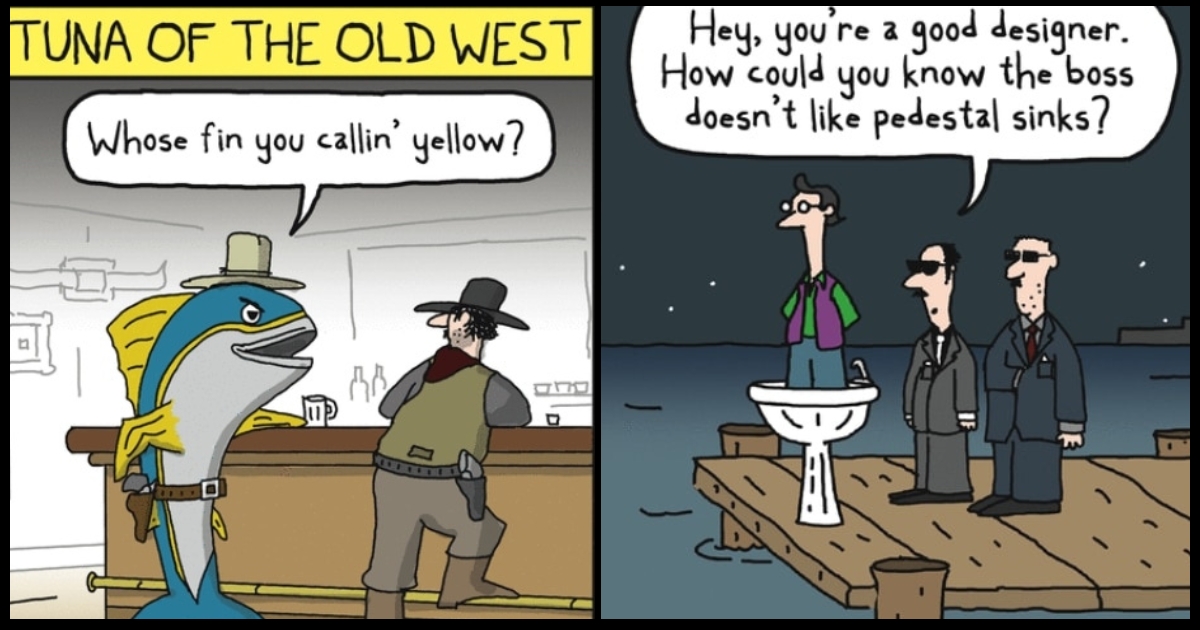 TUNA OF THE OLD WEST
Whose fin you callin' yellow?
Hey, you're a good designer.
How could you know the boss
doesn't like pedestal sinks?